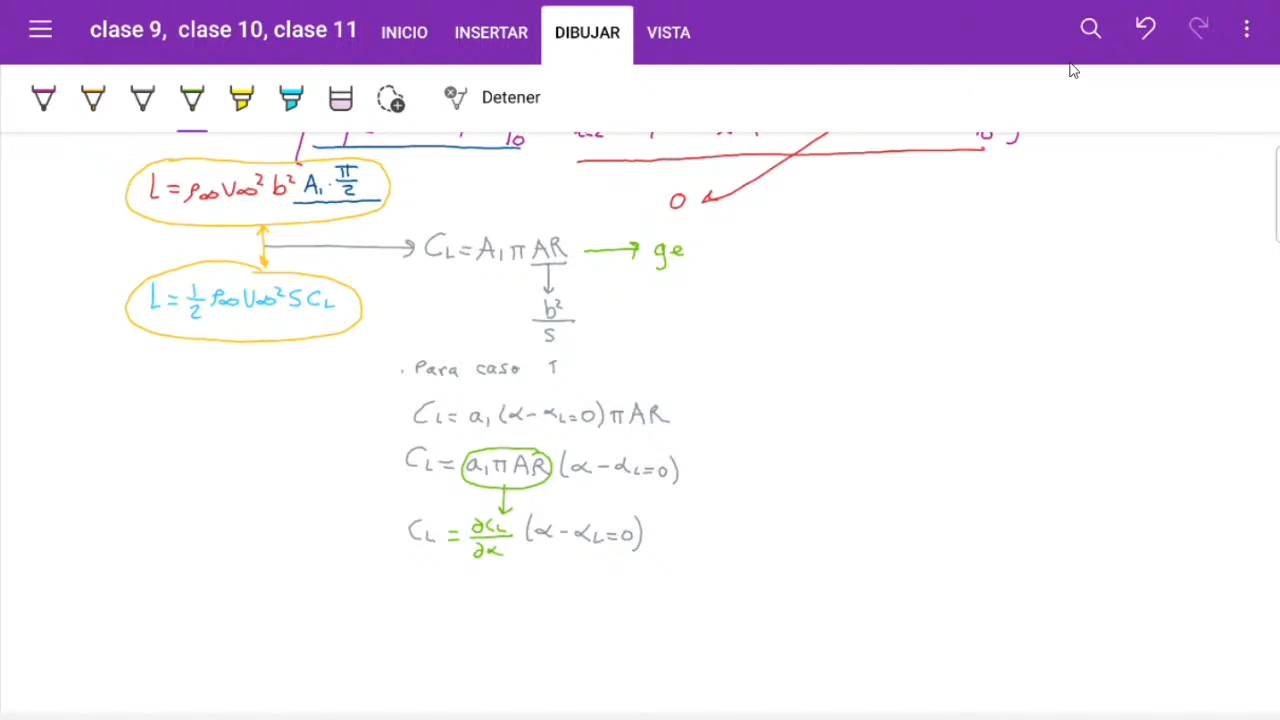 clase 9, clase 10, clase 11 INICIO INSERTAR DIBUJAR VISTA
Detener
L = ρ∞ V∞² b² A₁ · π/2
0
C_L = A₁ π AR → ge
b²/S
L = 1/2 ρ∞ V∞² S C_L
. Para caso 1
C_L = a₁ (α - α_L=0) π AR
C_L = a₁ π AR (α - α_L=0)
C_L = ∂C_L/∂α (α - α_L=0)